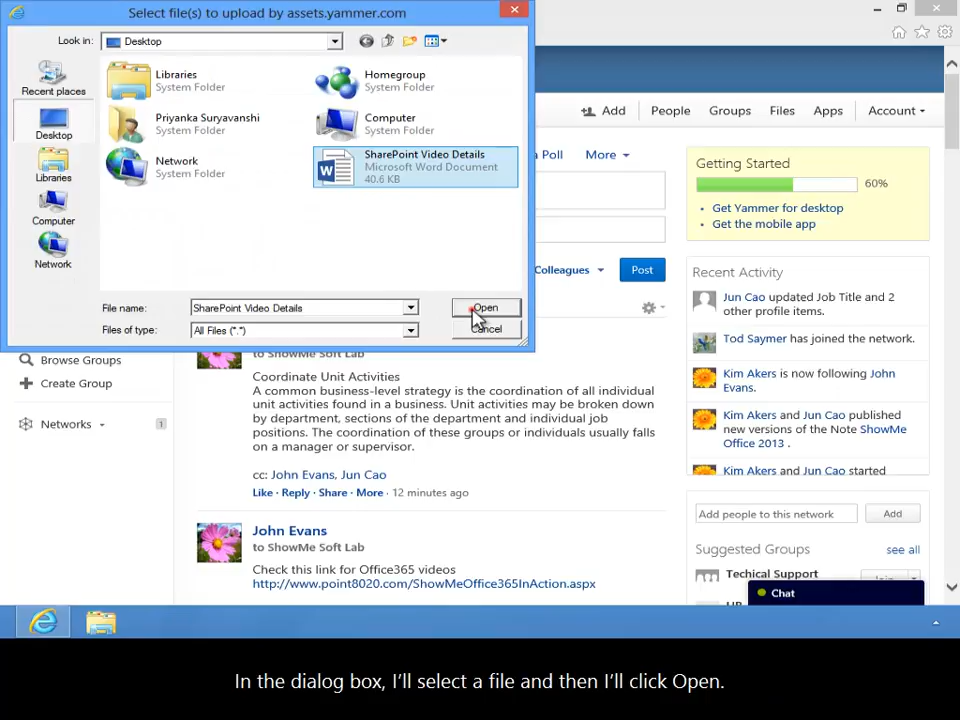 Select file(s) to upload by assets.yammer.com
Look in: Desktop
Recent places
Desktop
Libraries
Computer
Network
Libraries
System Folder
Homegroup
System Folder
Priyanka Suryavanshi
System Folder
Computer
System Folder
Network
System Folder
SharePoint Video Details
Microsoft Word Document
40.6 KB
File name: SharePoint Video Details
Open
Files of type: All Files (*.*)
Cancel
Add People Groups Files Apps Account
a Poll More
Colleagues
Post
Browse Groups
Create Group
Networks 1
to ShowMe Soft Lab
Coordinate Unit Activities
A common business-level strategy is the coordination of all individual
unit activities found in a business. Unit activities may be broken down
by department, sections of the department and individual job
positions. The coordination of these groups or individuals usually falls
on a manager or supervisor.
cc: John Evans, Jun Cao
Like · Reply · Share · More · 12 minutes ago
John Evans
to ShowMe Soft Lab
Check this link for Office365 videos
http://www.point8020.com/ShowMeOffice365InAction.aspx
Getting Started
60%
Get Yammer for desktop
Get the mobile app
Recent Activity
Jun Cao updated Job Title and 2
other profile items.
Tod Saymer has joined the network.
Kim Akers is now following John
Evans.
Kim Akers and Jun Cao published
new versions of the Note ShowMe
Office 2013 .
Kim Akers and Jun Cao started
Add people to this network
Add
Suggested Groups see all
Techical Support
Chat
In the dialog box, I'll select a file and then I'll click Open.